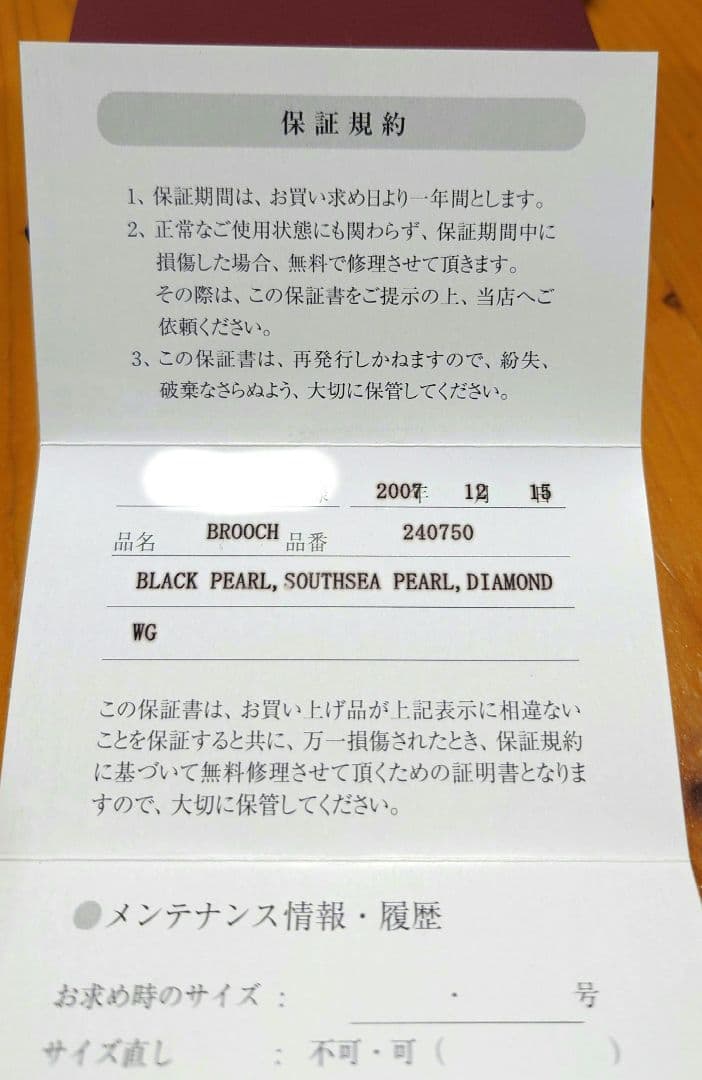 保証規約
1、保証期間は、お買い求め日より一年間とします。
2、正常なご使用状態にも関わらず、保証期間中に
損傷した場合、無料で修理させて頂きます。
その際は、この保証書をご提示の上、当店へご
依頼ください。
3、この保証書は、再発行しかねますので、紛失、
破棄なさらぬよう、大切に保管してください。
様 2007年 12月 15日
品名 BROOCH 品番 240750
BLACK PEARL,SOUTHSEA PEARL,DIAMOND
WG
この保証書は、お買い上げ品が上記表示に相違ない
ことを保証すると共に、万一損傷されたとき、保証規約
に基づいて無料修理させて頂くための証明書となりま
すので、大切に保管してください。
●メンテナンス情報・履歴
お求め時のサイズ : ・ 号
サイズ直し : 不可・可 ( )